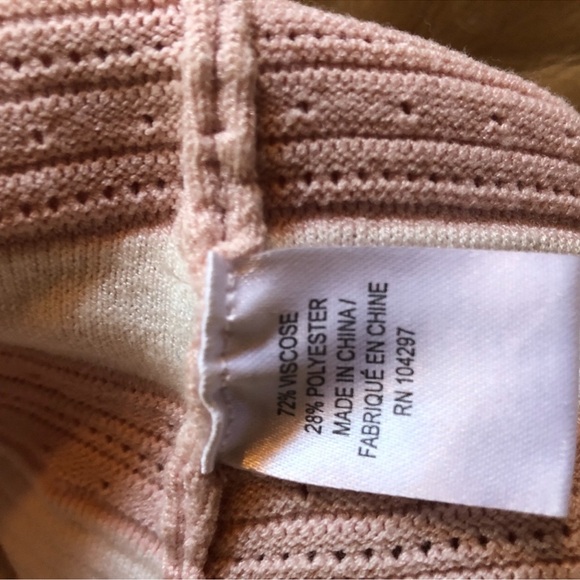 72% VISCOSE
28% POLYESTER
MADE IN CHINA /
FABRIQUÉ EN CHINE
RN 104297